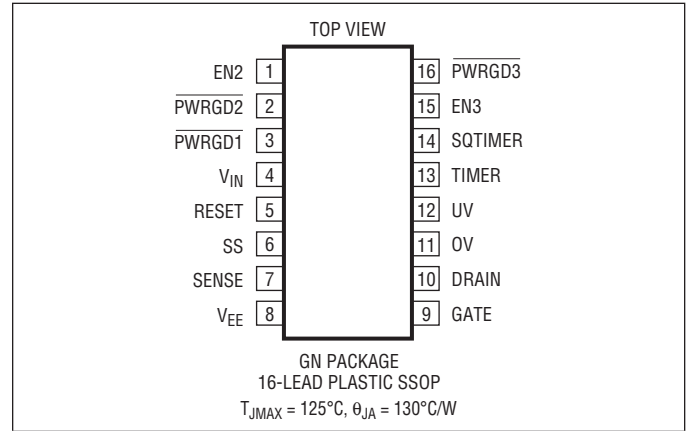 TOP VIEW
EN2 1
PWRGD2 2
PWRGD1 3
VIN 4
RESET 5
SS 6
SENSE 7
VEE 8
16 PWRGD3
15 EN3
14 SQTIMER
13 TIMER
12 UV
11 OV
10 DRAIN
9 GATE
GN PACKAGE
16-LEAD PLASTIC SSOP
TJMAX = 125°C, θJA = 130°C/W